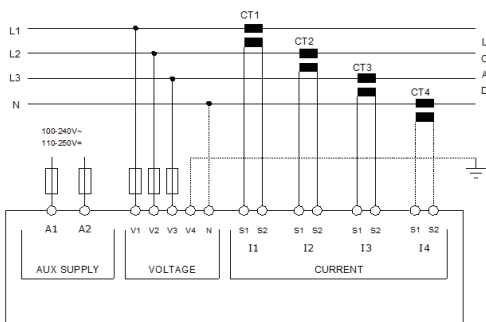 CT1
L1
CT2
L2
L
O
A
D
CT3
L3
CT4
N
100-240V~
110-250V=
A1 A2 V1 V2 V3 V4 N S1 S2 S1 S2 S1 S2 S1 S2
I1 I2 I3 I4
AUX SUPPLY VOLTAGE CURRENT